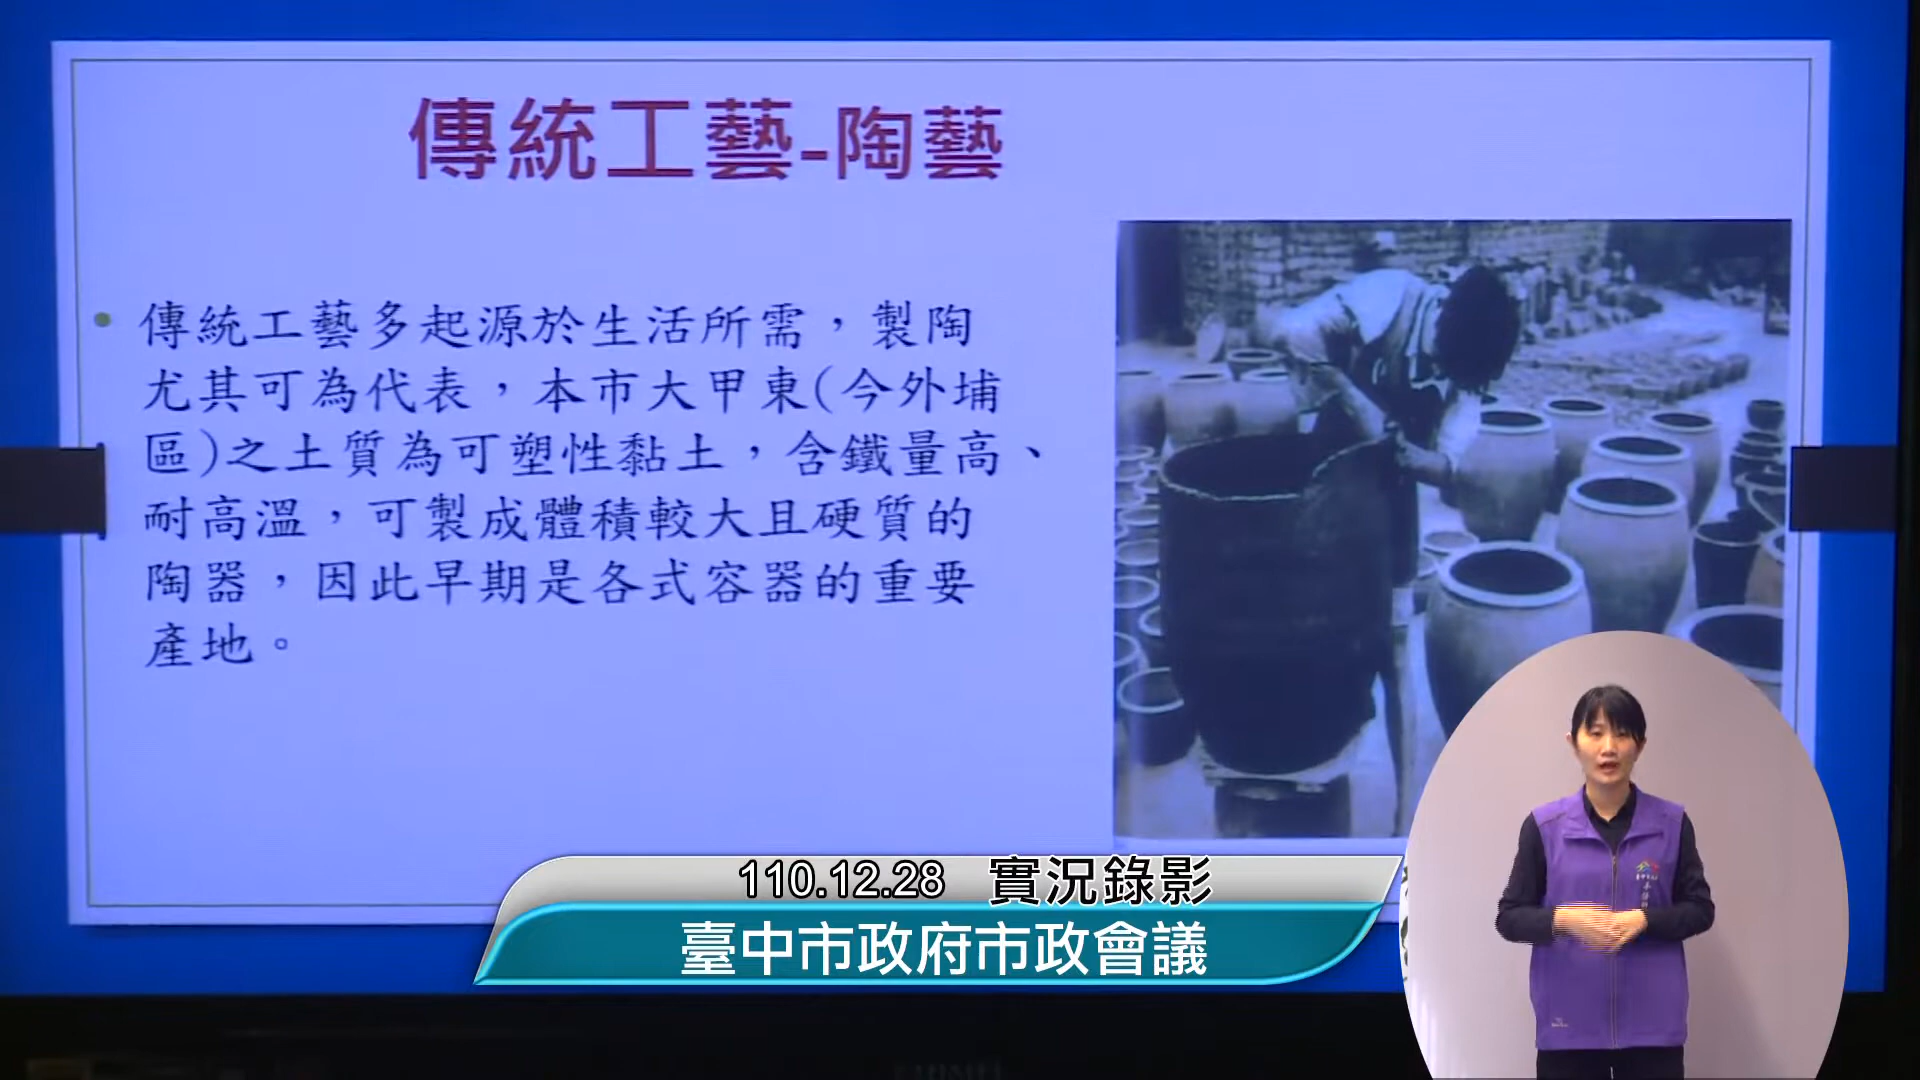 傳統工藝-陶藝
傳統工藝多起源於生活所需，製陶
尤其可為代表，本市大甲東(今外埔
區)之土質為可塑性黏土，含鐵量高、
耐高溫，可製成體積較大且硬質的
陶器，因此早期是各式容器的重要
產地。
110.12.28 實況錄影
臺中市政府市政會議